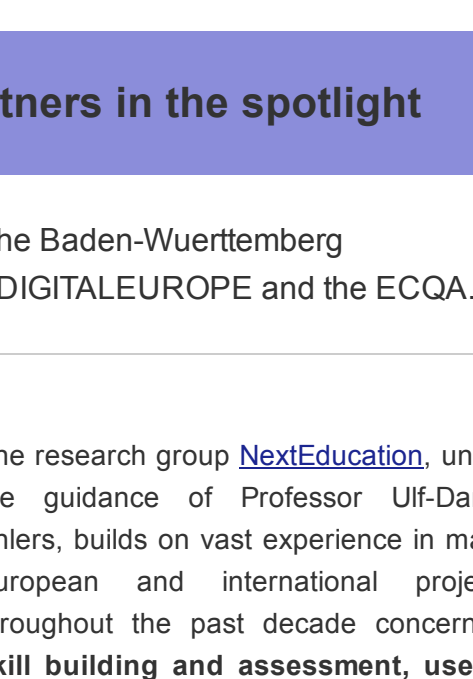 tners in the spotlight
he Baden-Wuerttemberg
DIGITALEUROPE and the ECQA.
he research group NextEducation, un
e guidance of Professor Ulf-Da
hlers, builds on vast experience in ma
uropean and international proje
roughout the past decade concern
kill building and assessment, use